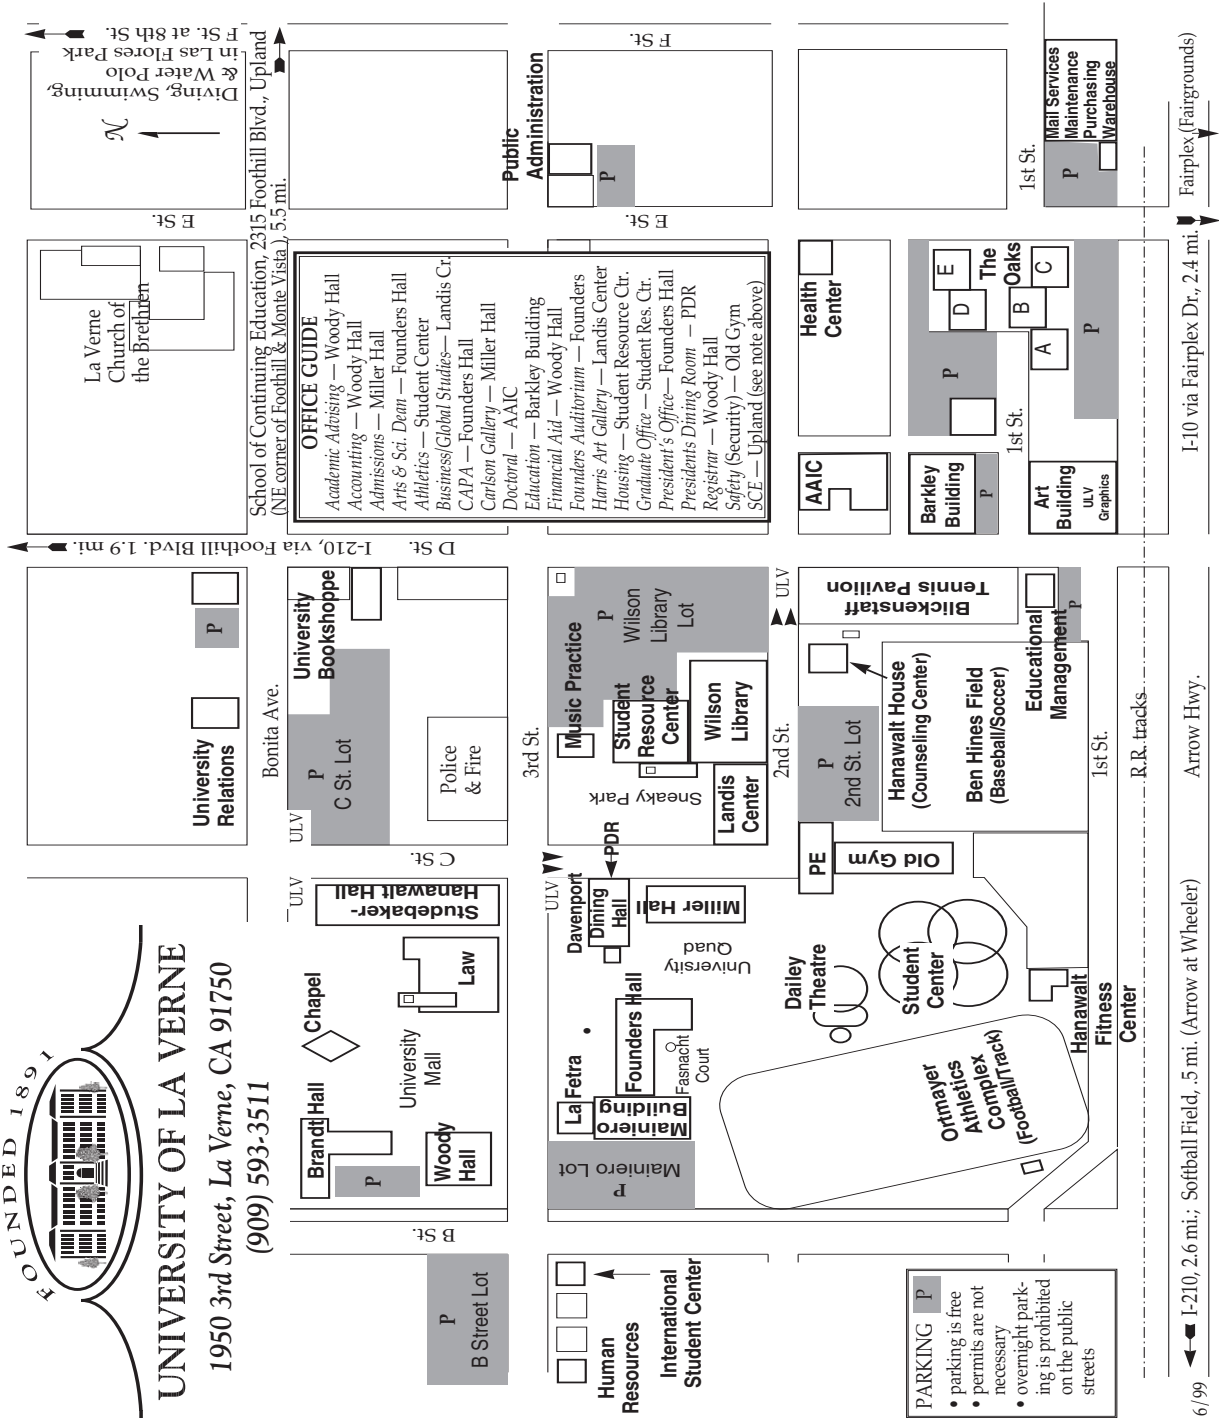 FOUNDED 1891
UNIVERSITY OF LA VERNE
1950 3rd Street, La Verne, CA 91750
(909) 593-3511
University
Relations
P
La Verne
Church of
the Brethren
E St.
N
Diving, Swimming,
& Water Polo
in Las Flores Park
F St. at 8th St.
School of Continuing Education, 2315 Foothill Blvd., Upland
(NE corner of Foothill & Monte Vista ), 5.5 mi.
I-210, via Foothill Blvd. 1.9 mi.
D St.
Bonita Ave.
B St.
P
B Street Lot
Brandt Hall
P
Woody
Hall
Chapel
University
Mall
Law
Studebaker-
Hanawalt Hall
ULV
ULV
C St.
P
C St. Lot
Police
& Fire
University
Bookshoppe
OFFICE GUIDE
Academic Advising — Woody Hall
Accounting — Woody Hall
Admissions — Miller Hall
Arts & Sci. Dean — Founders Hall
Athletics — Student Center
Business/Global Studies— Landis Cr.
CAPA — Founders Hall
Carlson Gallery — Miller Hall
Doctoral — AAIC
Education — Barkley Building
Financial Aid — Woody Hall
Founders Auditorium — Founders
Harris Art Gallery — Landis Center
Housing — Student Resource Ctr.
Graduate Office — Student Res. Ctr.
President's Office— Founders Hall
Presidents Dining Room — PDR
Registrar — Woody Hall
Safety (Security) — Old Gym
SCE — Upland (see note above)
Public
Administration
P
E St.
F St.
3rd St.
Human
Resources
International
Student Center
P
Mainiero Lot
La Fetra
Mainiero
Building
Founders Hall
Fasnacht
Court
University
Quad
Davenport
Dining
Hall
PDR
Miller Hall
ULV
Music Practice
Student
Resource
Center
Sneaky Park
Landis
Center
Wilson
Library
P
Wilson
Library
Lot
2nd St.
ULV
PE
Old Gym
P
2nd St. Lot
Hanawalt House
(Counseling Center)
Ben Hines Field
(Baseball/Soccer)
Blickenstaff
Tennis Pavilion
Educational
Management
P
Dailey
Theatre
Student
Center
Ortmayer
Athletics
Complex
(Football/Track)
Hanawalt
Fitness
Center
AAIC
Health
Center
Barkley
Building
P
P
The
Oaks
A
B
C
D
E
P
1st St.
Art
Building
ULV
Graphics
1st St.
P
Mail Services
Maintenance
Purchasing
Warehouse
PARKING P
• parking is free
• permits are not
necessary
• overnight park-
ing is prohibited
on the public
streets
1st St.
R.R. tracks
Arrow Hwy.
Fairplex (Fairgrounds)
I-210, 2.6 mi.; Softball Field, .5 mi. (Arrow at Wheeler)
I-10 via Fairplex Dr., 2.4 mi.
6/99